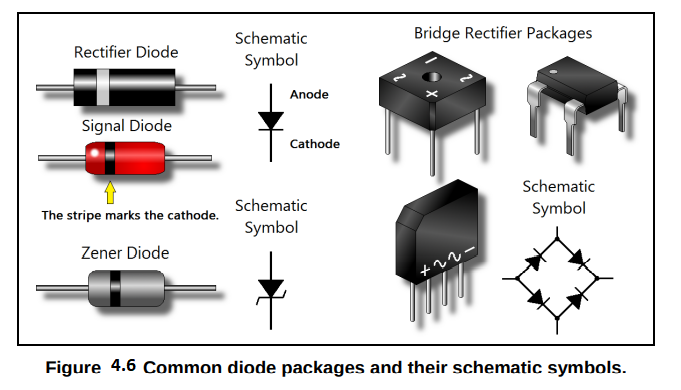 Rectifier Diode
Schematic
Symbol
Anode
Cathode
Signal Diode
The stripe marks the cathode.
Schematic
Symbol
Zener Diode
Bridge Rectifier Packages
~ − ~ +
+ ~ ~ −
Schematic
Symbol
Figure 4.6 Common diode packages and their schematic symbols.